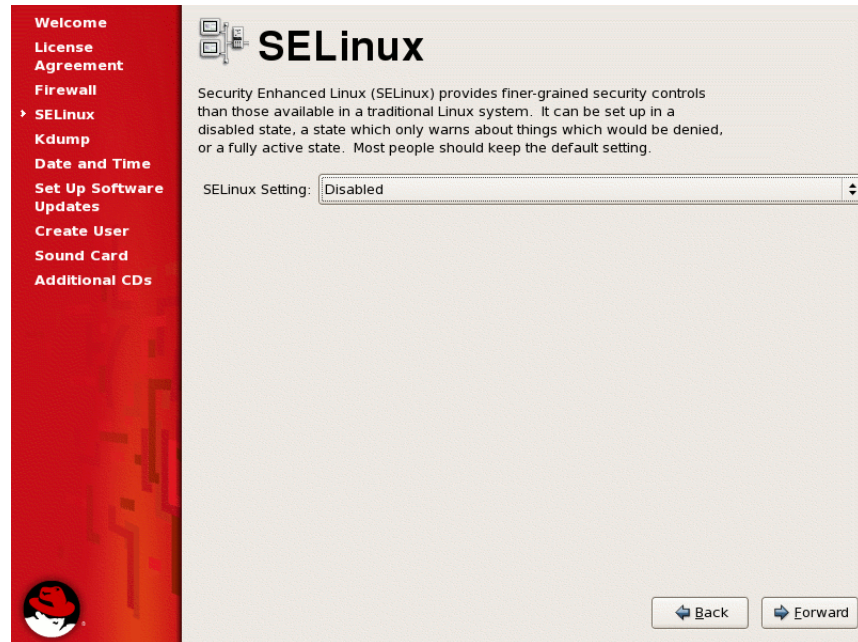 Welcome
License
Agreement
Firewall
SELinux
Kdump
Date and Time
Set Up Software
Updates
Create User
Sound Card
Additional CDs
SELinux
Security Enhanced Linux (SELinux) provides finer-grained security controls
than those available in a traditional Linux system. It can be set up in a
disabled state, a state which only warns about things which would be denied,
or a fully active state. Most people should keep the default setting.
SELinux Setting: Disabled
Back Forward